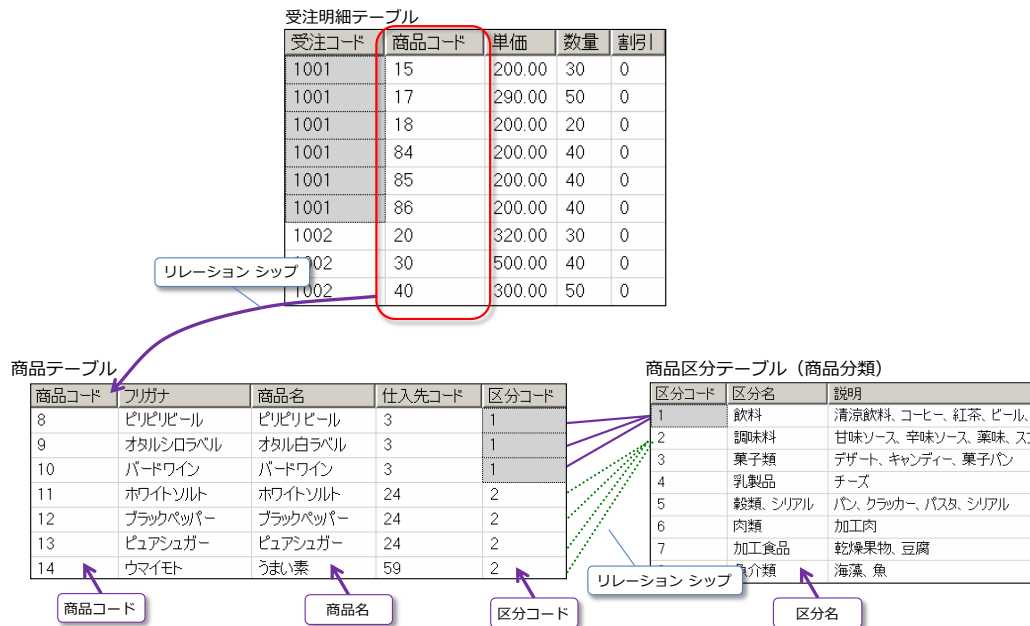 受注明細テーブル
受注コード 商品コード 単価 数量 割引
1001 15 200.00 30 0
1001 17 290.00 50 0
1001 18 200.00 20 0
1001 84 200.00 40 0
1001 85 200.00 40 0
1001 86 200.00 40 0
1002 20 320.00 30 0
002 30 500.00 40 0
1002 40 300.00 50 0
リレーション シップ
商品テーブル
商品コード フリガナ 商品名 仕入先コード 区分コード
8 ピリピリビール ピリピリビール 3 1
9 オタルシロラベル オタル白ラベル 3 1
10 バードワイン バードワイン 3 1
11 ホワイトソルト ホワイトソルト 24 2
12 ブラックペッパー ブラックペッパー 24 2
13 ピュアシュガー ピュアシュガー 24 2
14 ウマイモト うまい素 59 2
商品コード
商品名
区分コード
商品区分テーブル（商品分類）
区分コード 区分名 説明
1 飲料 清涼飲料、コーヒー、紅茶、ビール、
2 調味料 甘味ソース、辛味ソース、薬味、ス
3 菓子類 デザート、キャンディー、菓子パン
4 乳製品 チーズ
5 穀類、シリアル パン、クラッカー、パスタ、シリアル
6 肉類 加工肉
7 加工食品 乾燥果物、豆腐
魚介類 海藻、魚
リレーション シップ
区分名